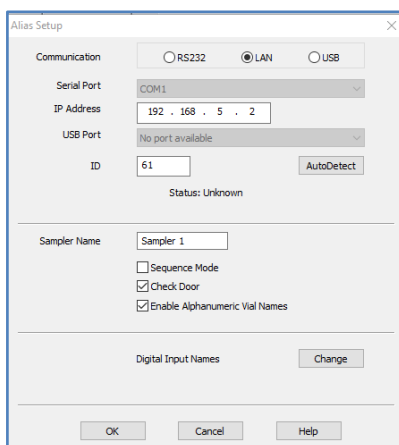 Alias Setup
Communication RS232 LAN USB
Serial Port COM1
IP Address 192 . 168 . 5 . 2
USB Port No port available
ID 61 AutoDetect
Status: Unknown
Sampler Name Sampler 1
Sequence Mode
Check Door
Enable Alphanumeric Vial Names
Digital Input Names Change
OK Cancel Help